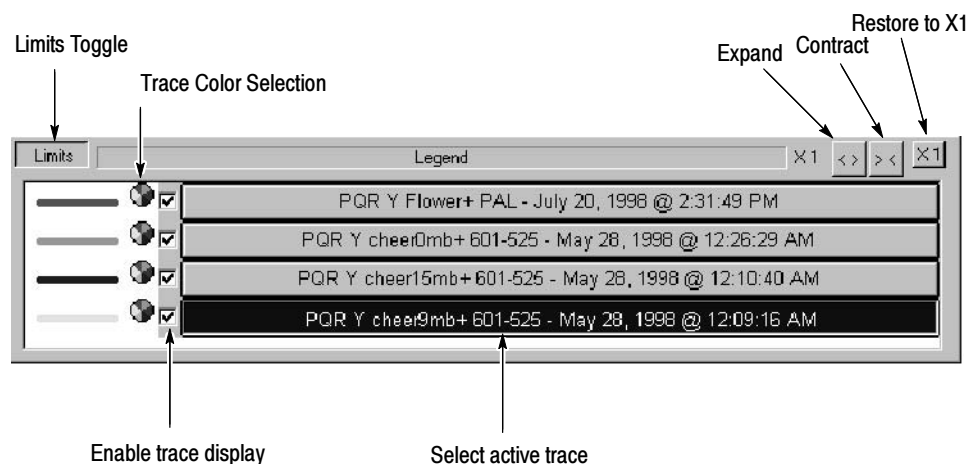 Restore to X1
Limits Toggle
Expand
Contract
Trace Color Selection
Limits
Legend
X1
< >
> <
X1
PQR Y Flower+ PAL - July 20, 1998 @ 2:31:49 PM
PQR Y cheer0mb+ 601-525 - May 28, 1998 @ 12:26:29 AM
PQR Y cheer15mb+ 601-525 - May 28, 1998 @ 12:10:40 AM
PQR Y cheer9mb+ 601-525 - May 28, 1998 @ 12:09:16 AM
Enable trace display
Select active trace